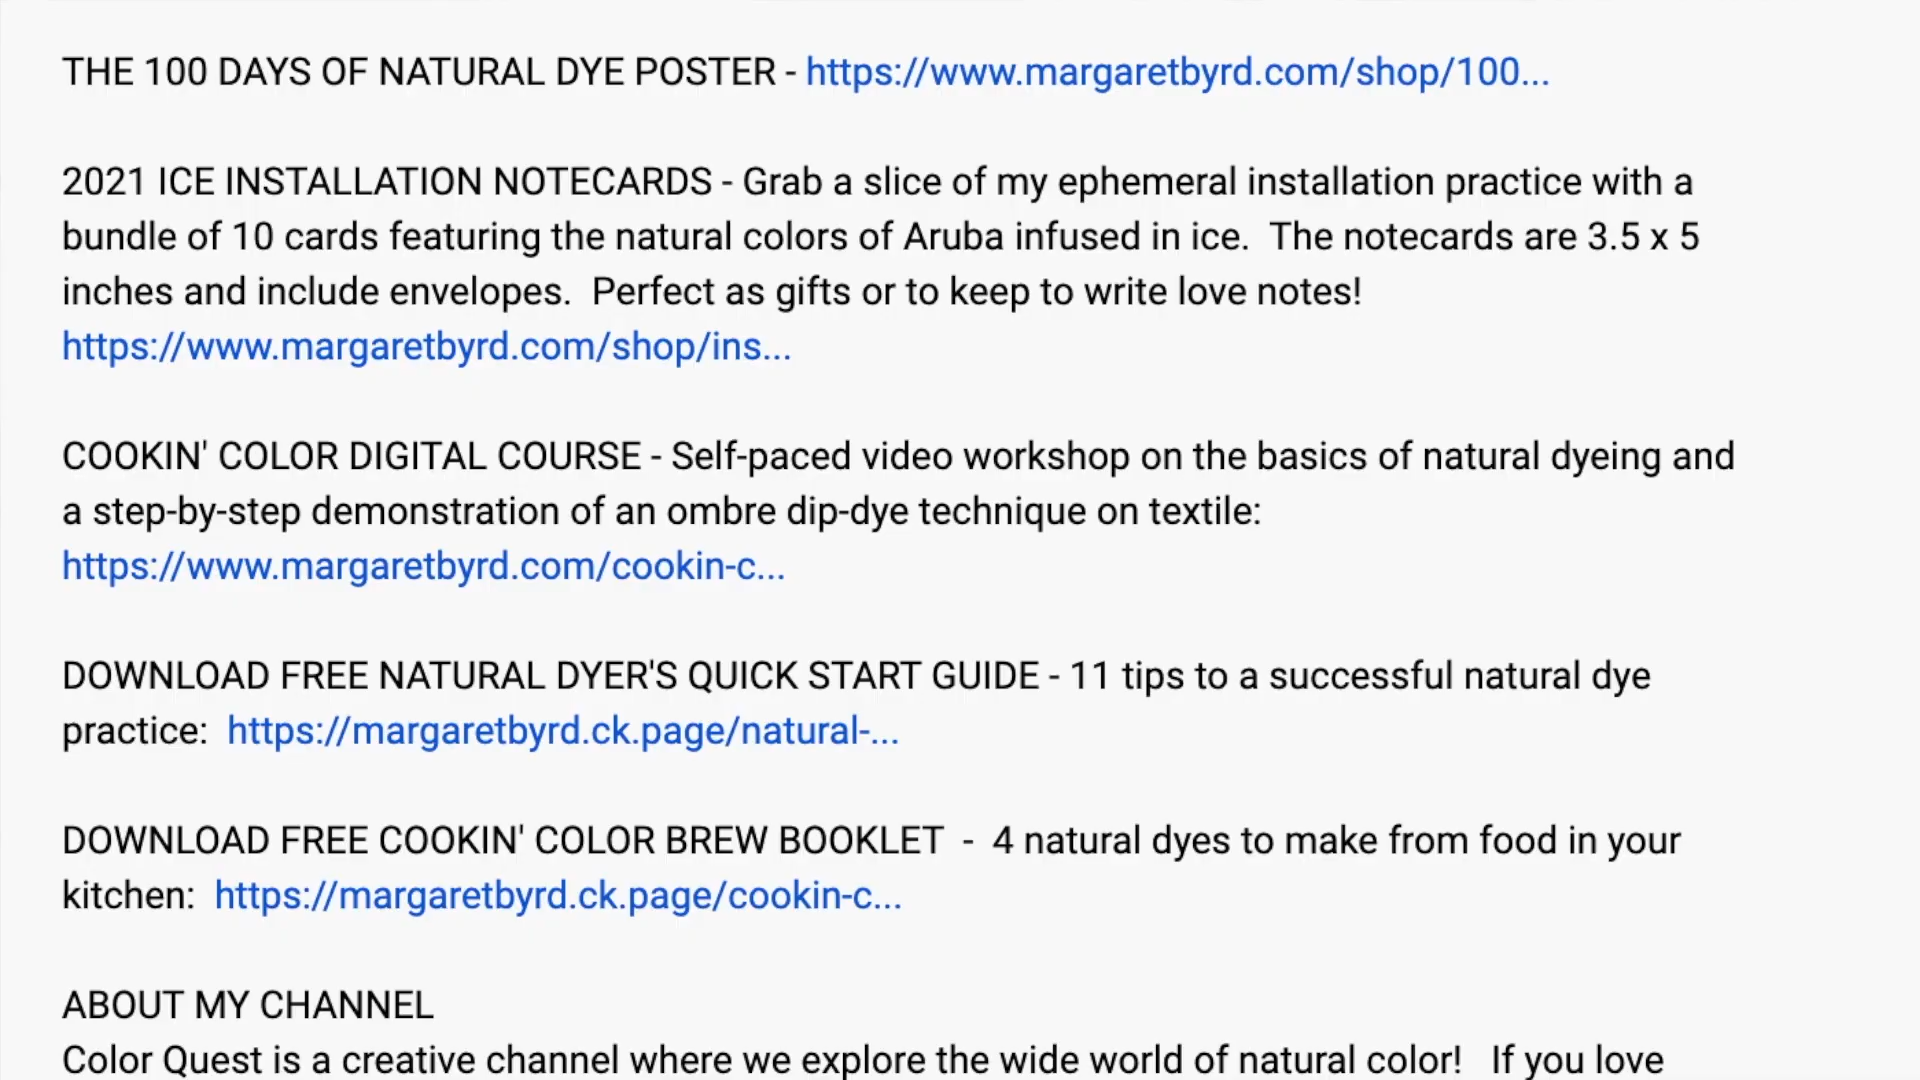 THE 100 DAYS OF NATURAL DYE POSTER - https://www.margaretbyrd.com/shop/100...
2021 ICE INSTALLATION NOTECARDS - Grab a slice of my ephemeral installation practice with a
bundle of 10 cards featuring the natural colors of Aruba infused in ice.  The notecards are 3.5 x 5
inches and include envelopes.  Perfect as gifts or to keep to write love notes!
https://www.margaretbyrd.com/shop/ins...
COOKIN' COLOR DIGITAL COURSE - Self-paced video workshop on the basics of natural dyeing and
a step-by-step demonstration of an ombre dip-dye technique on textile:
https://www.margaretbyrd.com/cookin-c...
DOWNLOAD FREE NATURAL DYER'S QUICK START GUIDE - 11 tips to a successful natural dye
practice:  https://margaretbyrd.ck.page/natural-...
DOWNLOAD FREE COOKIN' COLOR BREW BOOKLET  -  4 natural dyes to make from food in your
kitchen:  https://margaretbyrd.ck.page/cookin-c...
ABOUT MY CHANNEL
Color Quest is a creative channel where we explore the wide world of natural color!   If you love